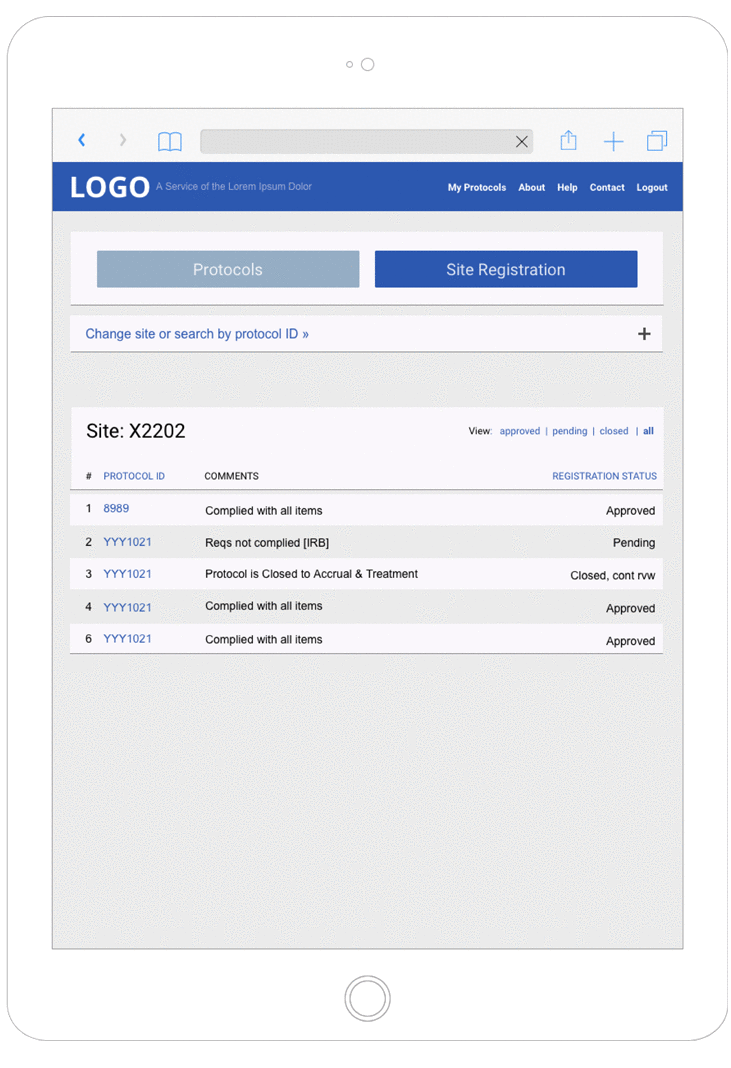 LOGO A Service of the Lorem Ipsum Dolor My Protocols About Help Contact Logout
Protocols Site Registration
Change site or search by protocol ID » +
Site: X2202 View: approved | pending | closed | all
# PROTOCOL ID COMMENTS REGISTRATION STATUS
1 8989 Complied with all items Approved
2 YYY1021 Reqs not complied [IRB] Pending
3 YYY1021 Protocol is Closed to Accrual & Treatment Closed, cont rvw
4 YYY1021 Complied with all items Approved
6 YYY1021 Complied with all items Approved